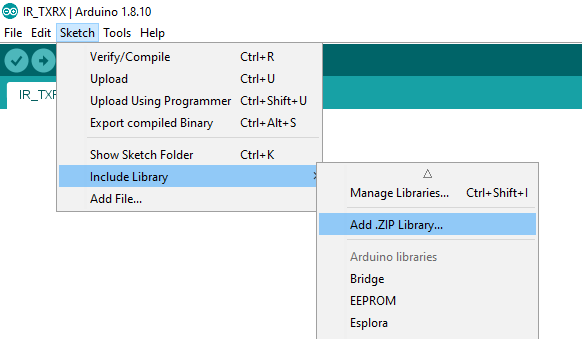 IR_TXRX | Arduino 1.8.10
File Edit Sketch Tools Help
IR_TXR
Verify/Compile Ctrl+R
Upload Ctrl+U
Upload Using Programmer Ctrl+Shift+U
Export compiled Binary Ctrl+Alt+S
Show Sketch Folder Ctrl+K
Include Library
Add File...
Manage Libraries... Ctrl+Shift+I
Add .ZIP Library...
Arduino libraries
Bridge
EEPROM
Esplora